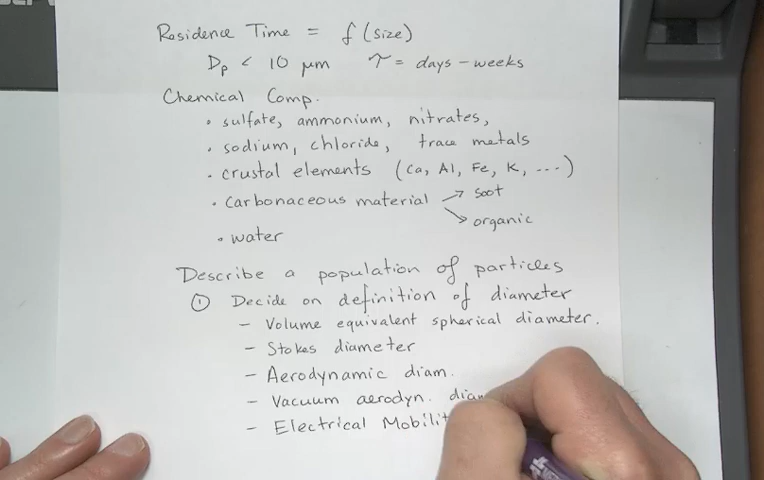 Residence Time = f (size)
Dp < 10 μm τ = days - weeks
Chemical Comp.
• sulfate, ammonium, nitrates,
• sodium, chloride, trace metals
• crustal elements (Ca, Al, Fe, K, ...)
• carbonaceous material → soot
↘ organic
• water
Describe a population of particles
① Decide on definition of diameter
- Volume equivalent spherical diameter.
- Stokes diameter
- Aerodynamic diam.
- Vacuum aerodyn. diam
- Electrical Mobilit